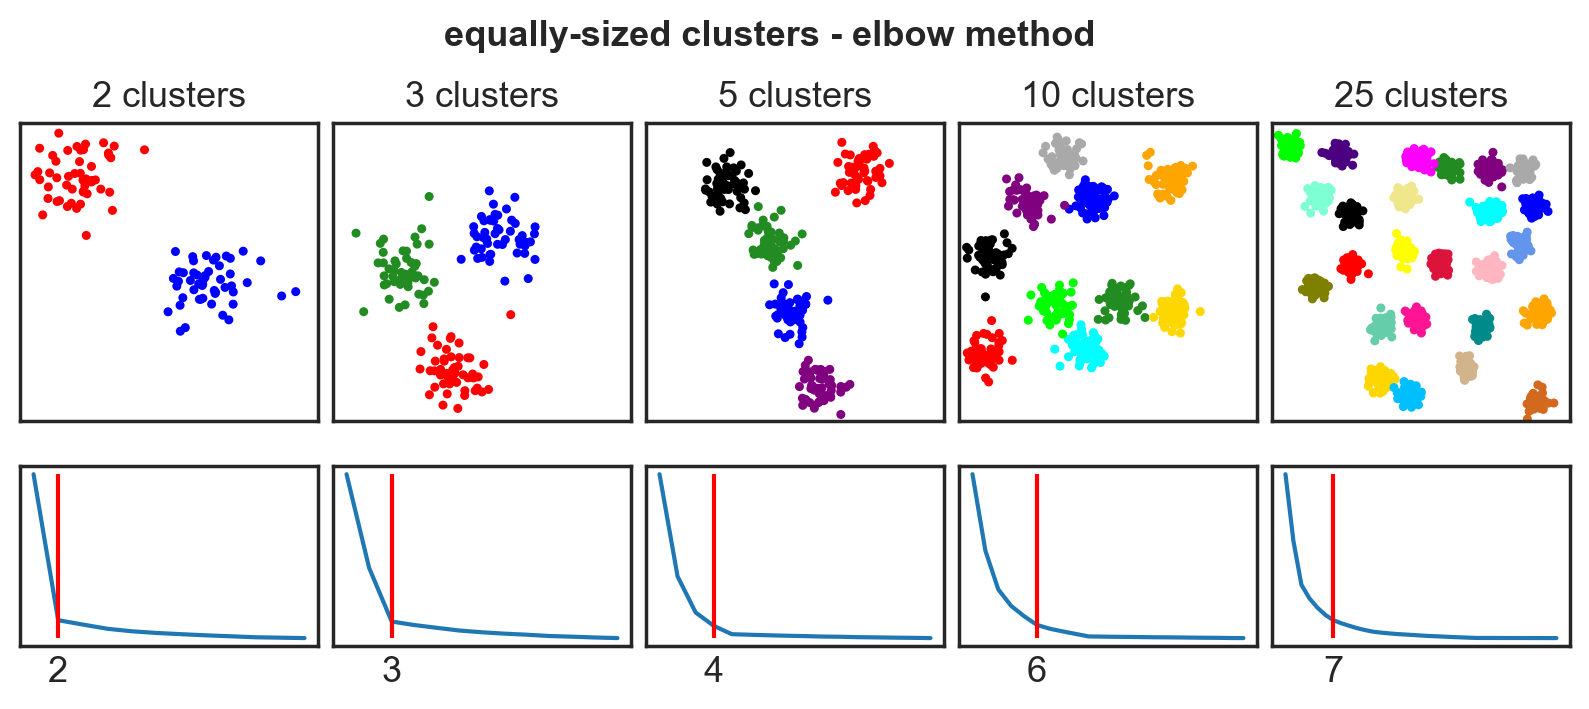 equally-sized clusters - elbow method
2 clusters
3 clusters
5 clusters
10 clusters
25 clusters
2
3
4
6
7